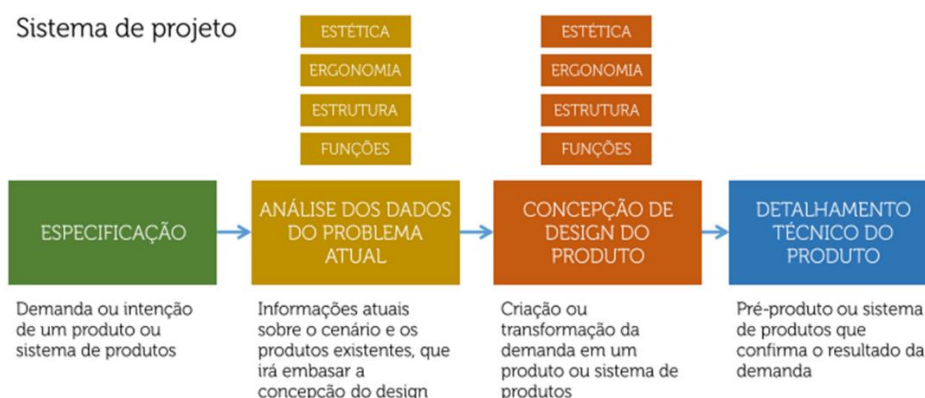 Sistema de projeto
ESTÉTICA
ERGONOMIA
ESTRUTURA
FUNÇÕES
ESTÉTICA
ERGONOMIA
ESTRUTURA
FUNÇÕES
ESPECIFICAÇÃO
ANÁLISE DOS DADOS
DO PROBLEMA
ATUAL
CONCEPÇÃO DE
DESIGN DO
PRODUTO
DETALHAMENTO
TÉCNICO DO
PRODUTO
Demanda ou intenção
de um produto ou
sistema de produtos
Informações atuais
sobre o cenário e os
produtos existentes, que
irá embasar a
concepção do design
Criação ou
transformação da
demanda em um
produto ou sistema de
produtos
Pré-produto ou sistema
de produtos que
confirma o resultado da
demanda